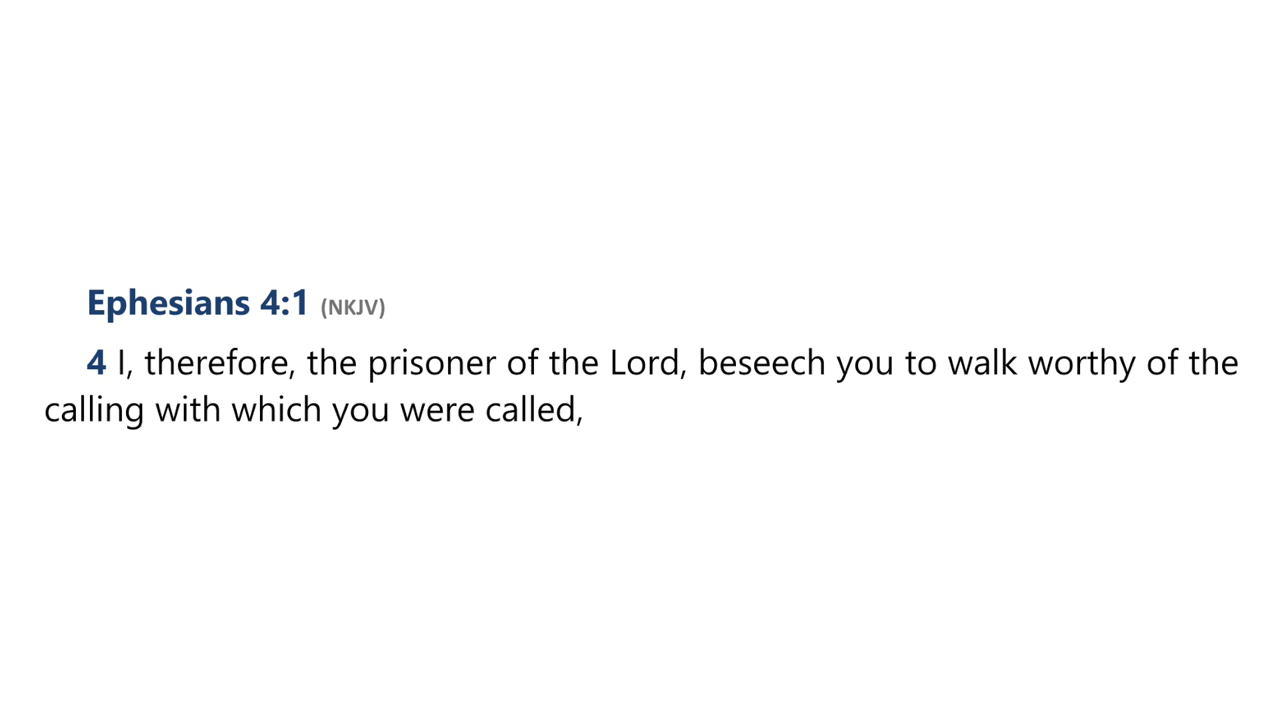 Ephesians 4:1 (NKJV)
4 I, therefore, the prisoner of the Lord, beseech you to walk worthy of the
calling with which you were called,